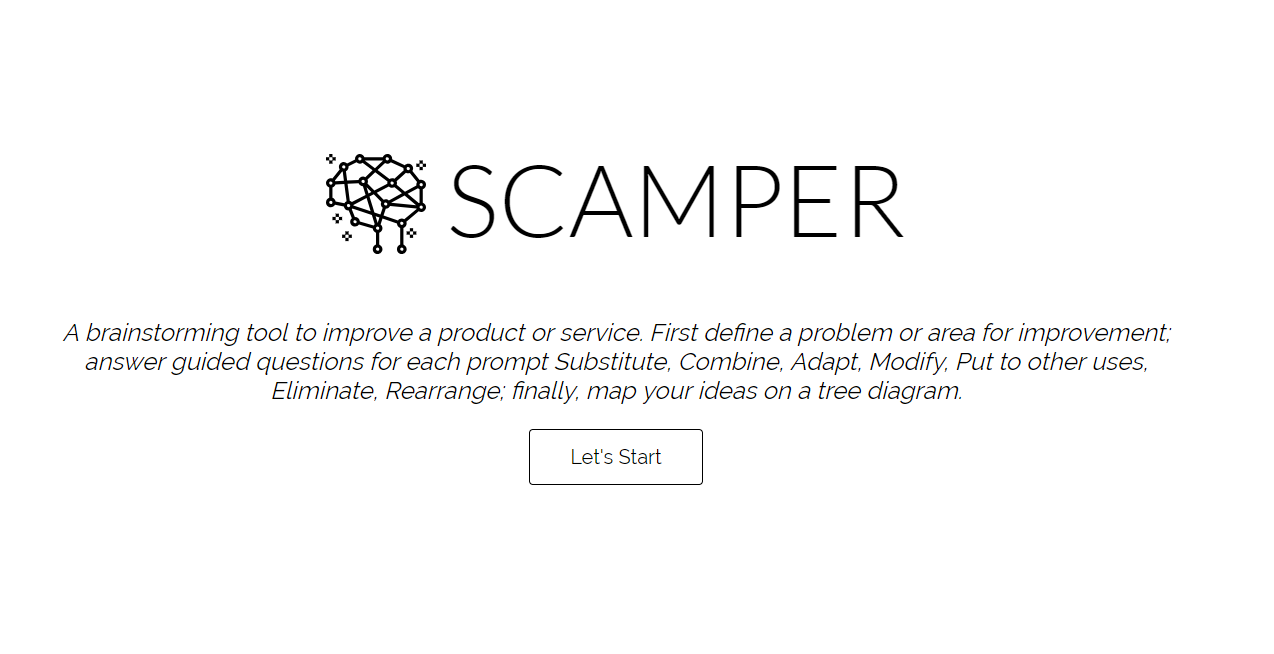 SCAMPER
A brainstorming tool to improve a product or service. First define a problem or area for improvement;
answer guided questions for each prompt Substitute, Combine, Adapt, Modify, Put to other uses,
Eliminate, Rearrange; finally, map your ideas on a tree diagram.
Let's Start